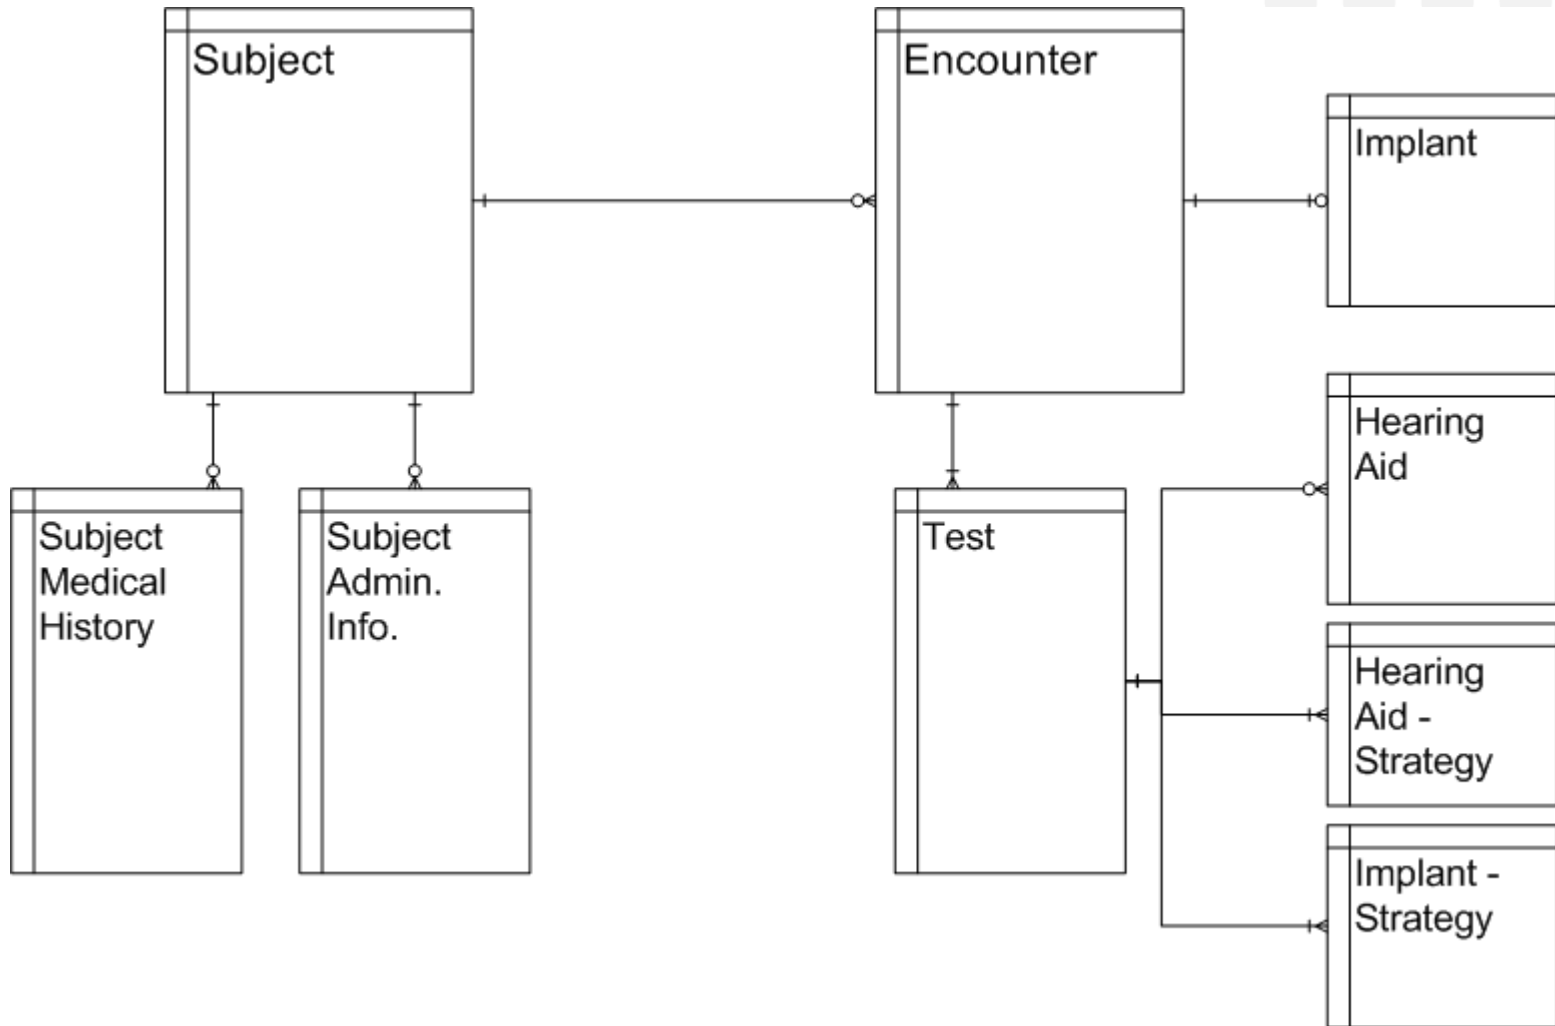 Subject
Encounter
Implant
Hearing
Aid
Subject
Medical
History
Subject
Admin.
Info.
Test
Hearing
Aid -
Strategy
Implant -
Strategy